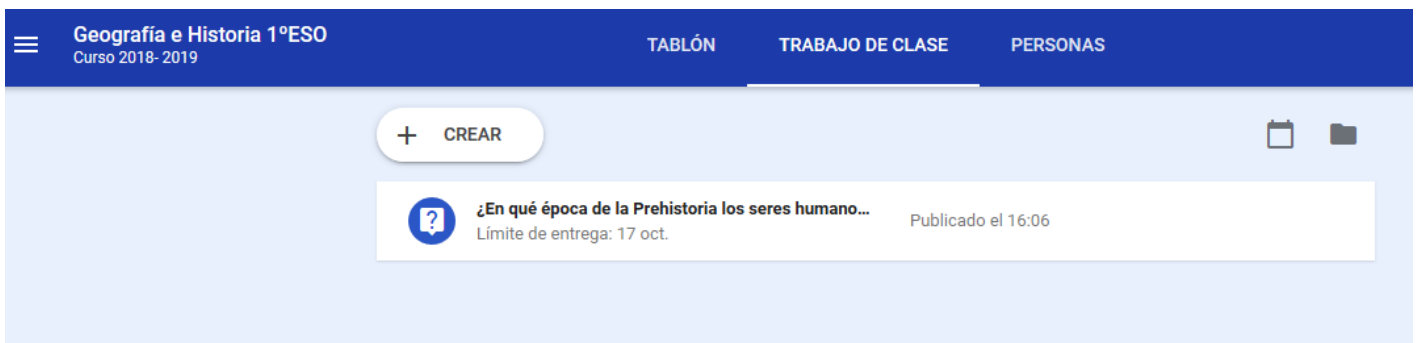 Geografía e Historia 1ºESO
Curso 2018- 2019
TABLÓN
TRABAJO DE CLASE
PERSONAS
+ CREAR
¿En qué época de la Prehistoria los seres humano...
Límite de entrega: 17 oct.
Publicado el 16:06